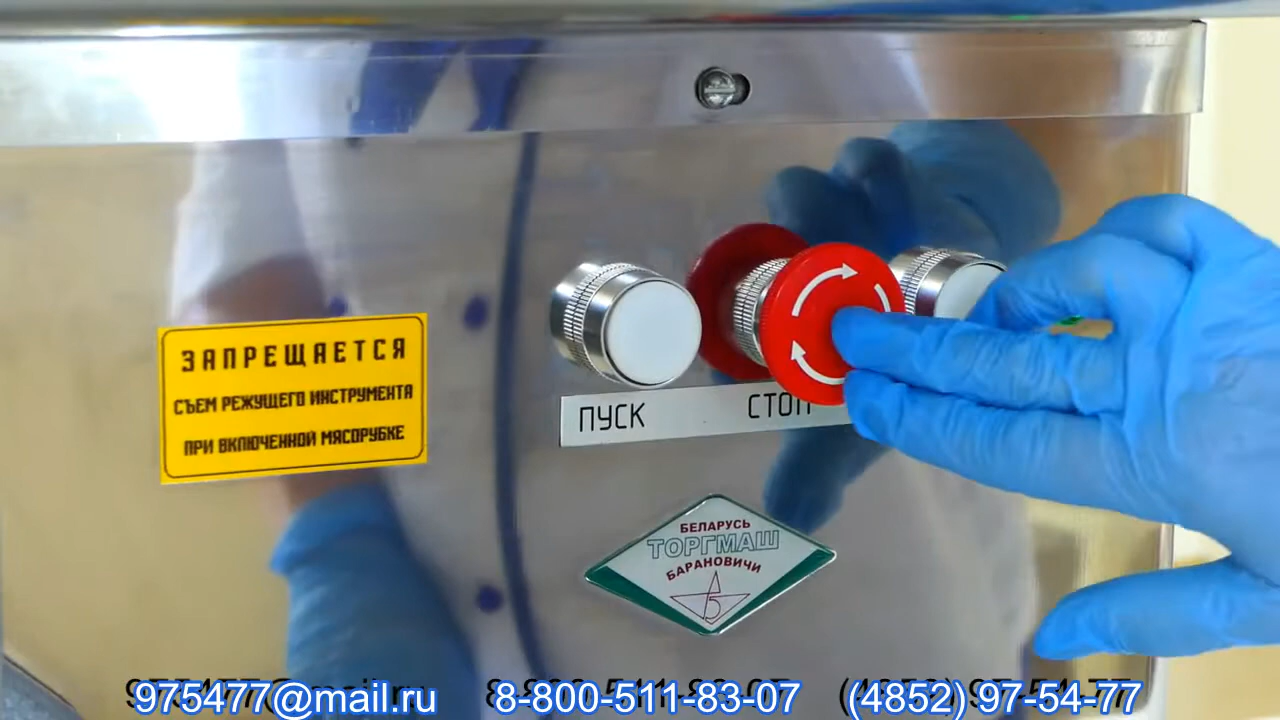 ЗАПРЕЩАЕТСЯ
СЪЕМ РЕЖУЩЕГО ИНСТРУМЕНТА
ПРИ ВКЛЮЧЕННОЙ МЯСОРУБКЕ
ПУСК СТОП
БЕЛАРУСЬ
ТОРГМАШ
БАРАНОВИЧИ
975477@mail.ru 8-800-511-83-07 (4852) 97-54-77